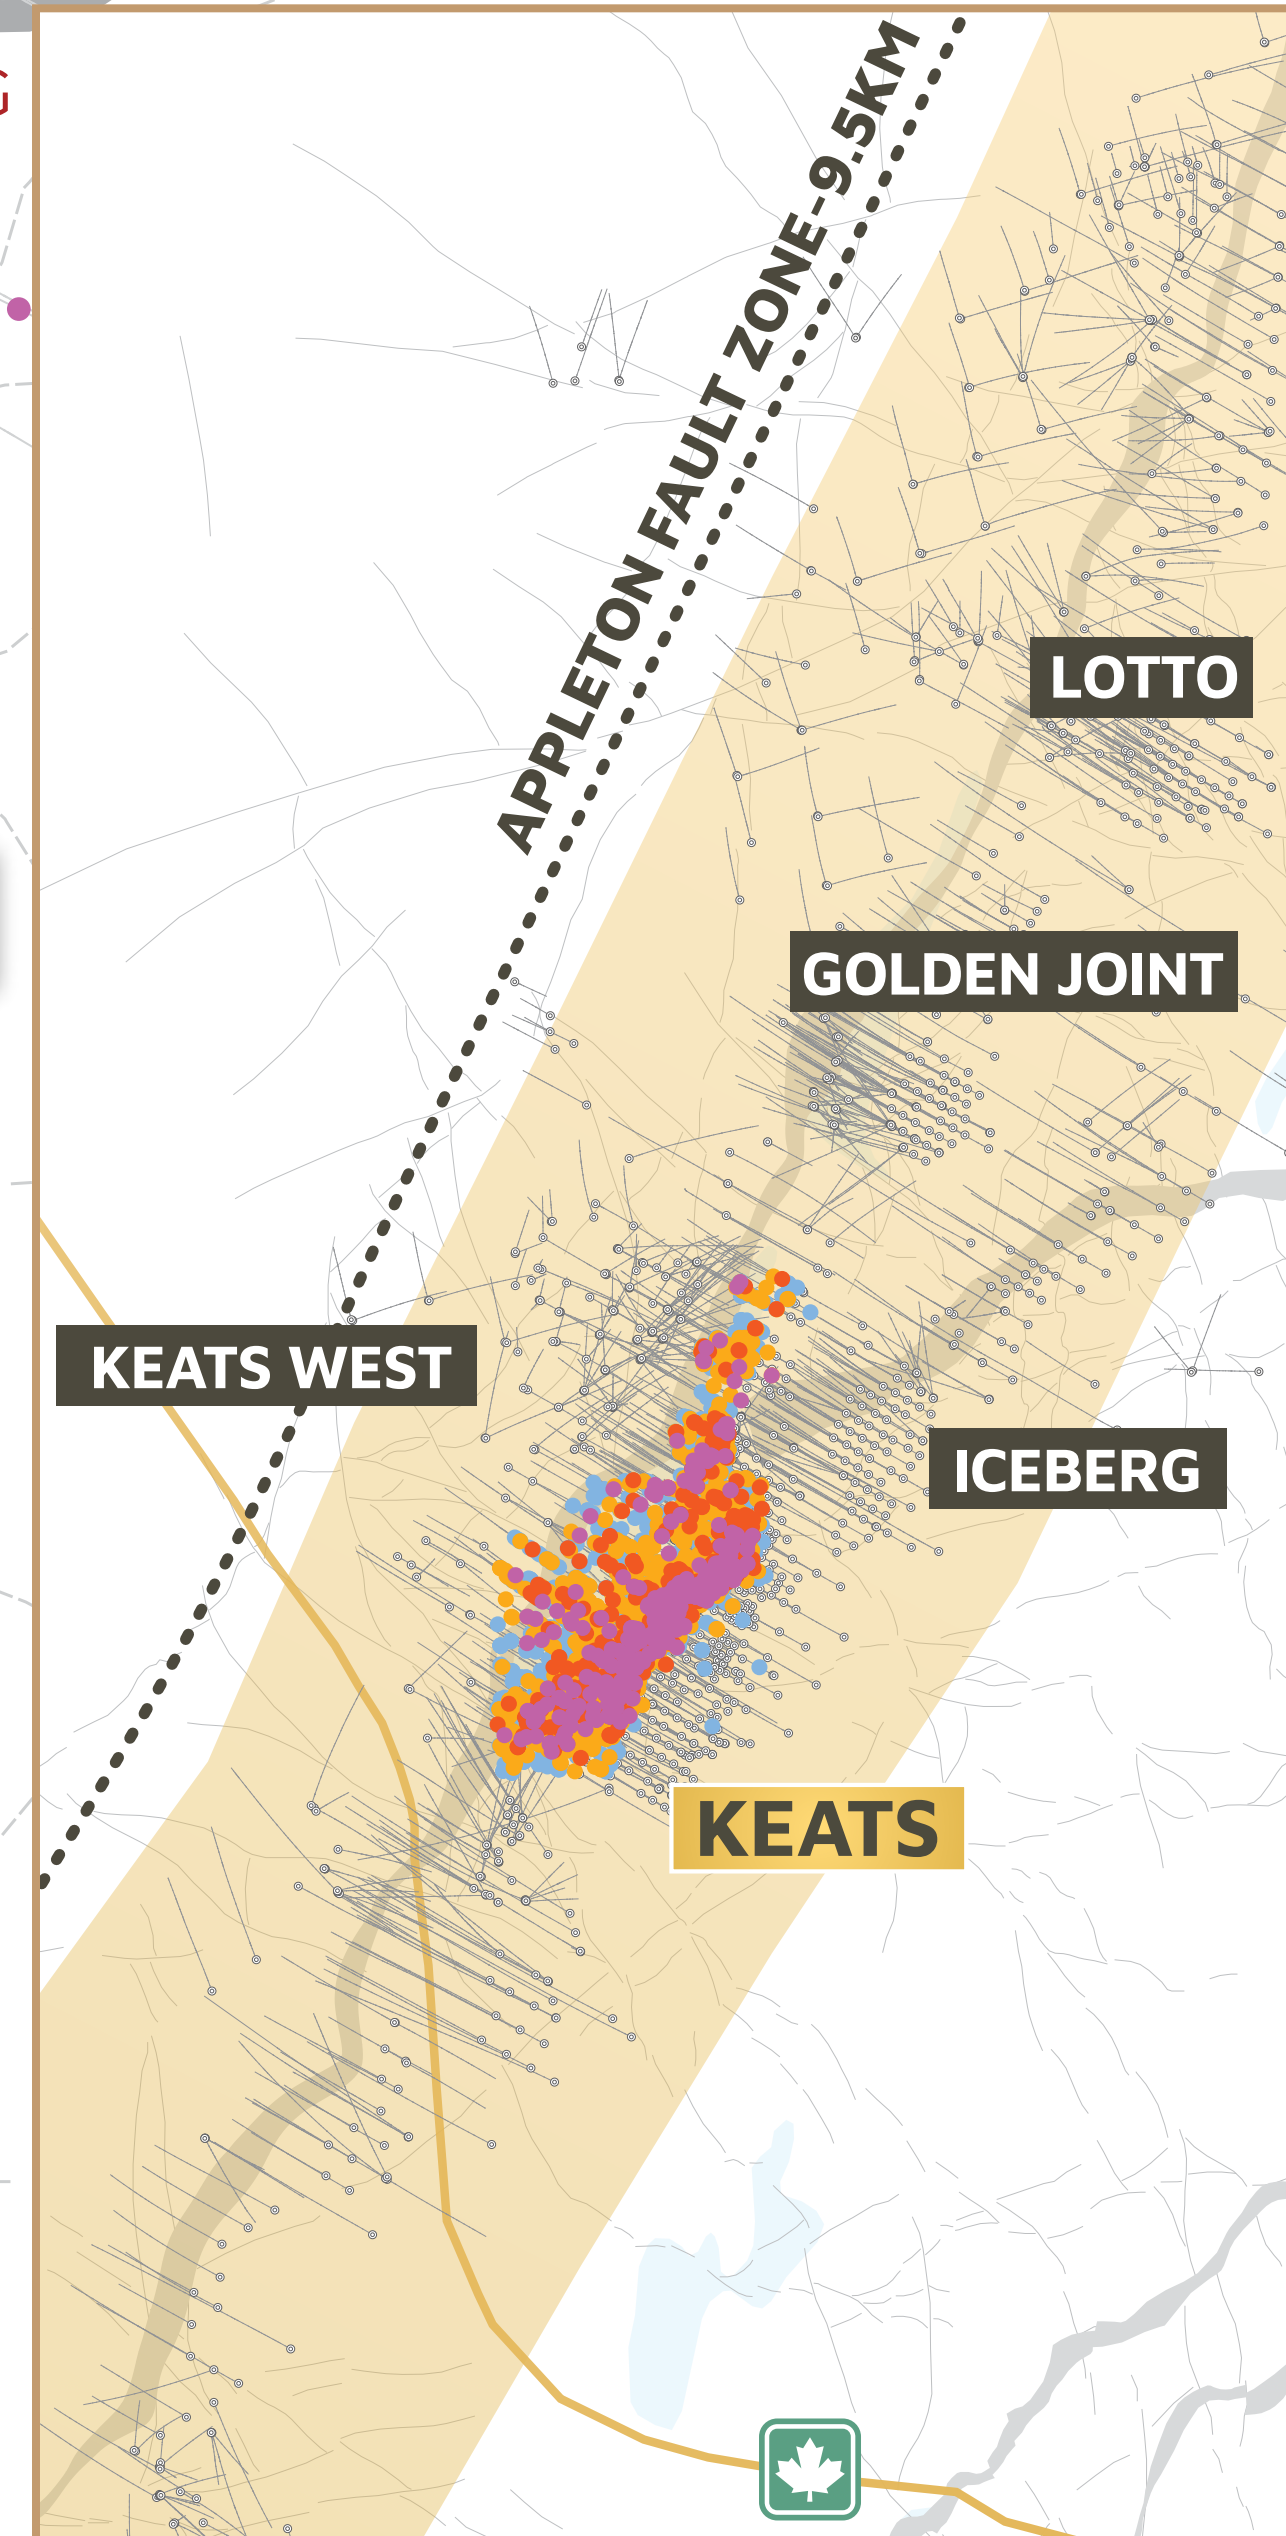 G
APPLETON FAULT ZONE-9.5KM
LOTTO
GOLDEN JOINT
KEATS WEST
ICEBERG
KEATS